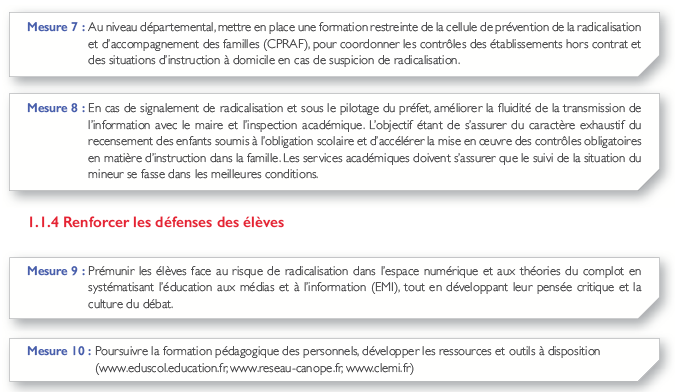 Mesure 7 : Au niveau départemental, mettre en place une formation restreinte de la cellule de prévention de la radicalisation
et d'accompagnement des familles (CPRAF), pour coordonner les contrôles des établissements hors contrat et
des situations d'instruction à domicile en cas de suspicion de radicalisation.
Mesure 8 : En cas de signalement de radicalisation et sous le pilotage du préfet, améliorer la fluidité de la transmission de
l'information avec le maire et l'inspection académique. L'objectif étant de s'assurer du caractère exhaustif du
recensement des enfants soumis à l'obligation scolaire et d'accélérer la mise en œuvre des contrôles obligatoires
en matière d'instruction dans la famille. Les services académiques doivent s'assurer que le suivi de la situation du
mineur se fasse dans les meilleures conditions.
1.1.4 Renforcer les défenses des élèves
Mesure 9 : Prémunir les élèves face au risque de radicalisation dans l'espace numérique et aux théories du complot en
systématisant l'éducation aux médias et à l'information (EMI), tout en développant leur pensée critique et la
culture du débat.
Mesure 10 : Poursuivre la formation pédagogique des personnels, développer les ressources et outils à disposition
(www.eduscol.education.fr, www.reseau-canope.fr, www.clemi.fr)